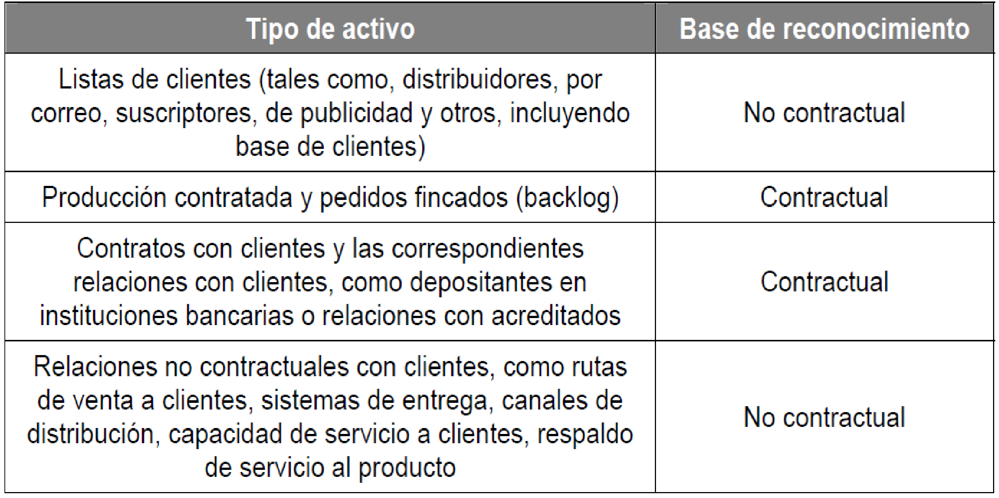 Tipo de activo
Base de reconocimiento
Listas de clientes (tales como, distribuidores, por
correo, suscriptores, de publicidad y otros, incluyendo
base de clientes)
No contractual
Producción contratada y pedidos fincados (backlog)
Contractual
Contratos con clientes y las correspondientes
relaciones con clientes, como depositantes en
instituciones bancarias o relaciones con acreditados
Contractual
Relaciones no contractuales con clientes, como rutas
de venta a clientes, sistemas de entrega, canales de
distribución, capacidad de servicio a clientes, respaldo
de servicio al producto
No contractual